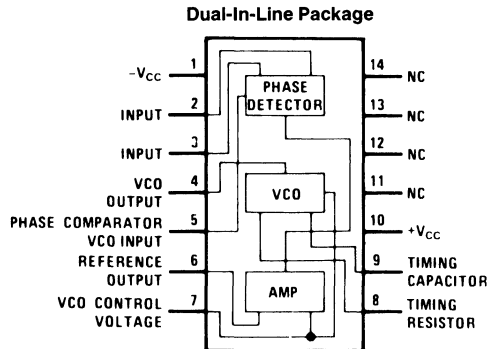 Dual-In-Line Package
1
-VCC
2
INPUT
3
INPUT
4
VCO
OUTPUT
5
PHASE COMPARATOR
VCO INPUT
6
REFERENCE
OUTPUT
7
VCO CONTROL
VOLTAGE
PHASE
DETECTOR
VCO
AMP
14
NC
13
NC
12
NC
11
NC
10
+VCC
9
TIMING
CAPACITOR
8
TIMING
RESISTOR